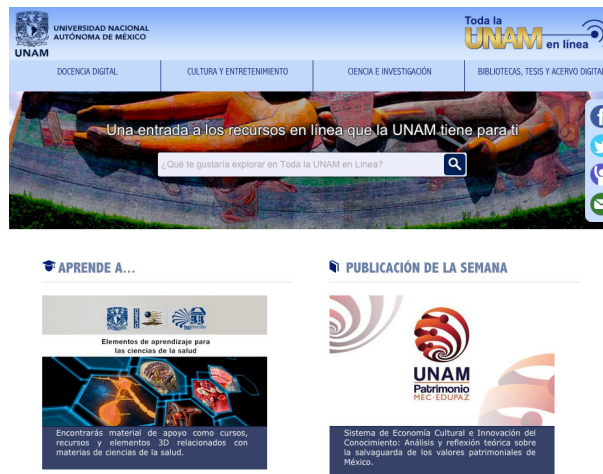 UNIVERSIDAD NACIONAL
AUTÓNOMA DE MÉXICO
UNAM
Toda la
UNAM
en línea
DOCENCIA DIGITAL
CULTURA Y ENTRETENIMIENTO
CIENCIA E INVESTIGACIÓN
BIBLIOTECAS, TESIS Y ACERVO DIGITAL
Una entrada a los recursos en línea que la UNAM tiene para ti
¿Qué te gustaría explorar en Toda la UNAM en Línea?
APRENDE A...
Elementos de aprendizaje para
las ciencias de la salud
Encontrarás material de apoyo como cursos,
recursos y elementos 3D relacionados con
materias de ciencias de la salud.
PUBLICACIÓN DE LA SEMANA
UNAM
Patrimonio
MEC-EDUPAZ
Sistema de Economía Cultural e Innovación del
Conocimiento: Análisis y reflexión teórica sobre
la salvaguarda de los valores patrimoniales de
México.